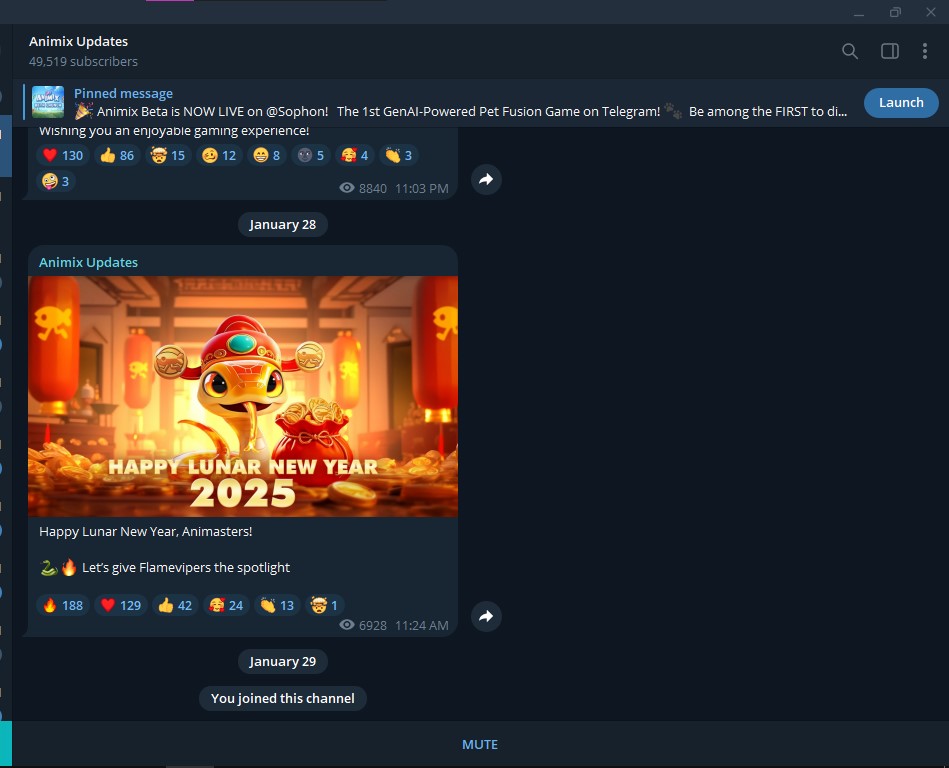 Animix Updates
49,519 subscribers
Pinned message
🎉 Animix Beta is NOW LIVE on @Sophon! The 1st GenAI-Powered Pet Fusion Game on Telegram! 🐾 Be among the FIRST to di...
Launch
Wishing you an enjoyable gaming experience!
❤️ 130 👍 86 🤯 15 🥴 12 😁 8 🌚 5 🥰 4 👏 3
🤪 3
8840 11:03 PM
January 28
Animix Updates
HAPPY LUNAR NEW YEAR
2025
Happy Lunar New Year, Animasters!
🐍🔥 Let's give Flamevipers the spotlight
🔥 188 ❤️ 129 👍 42 🥰 24 👏 13 🤯 1
6928 11:24 AM
January 29
You joined this channel
MUTE